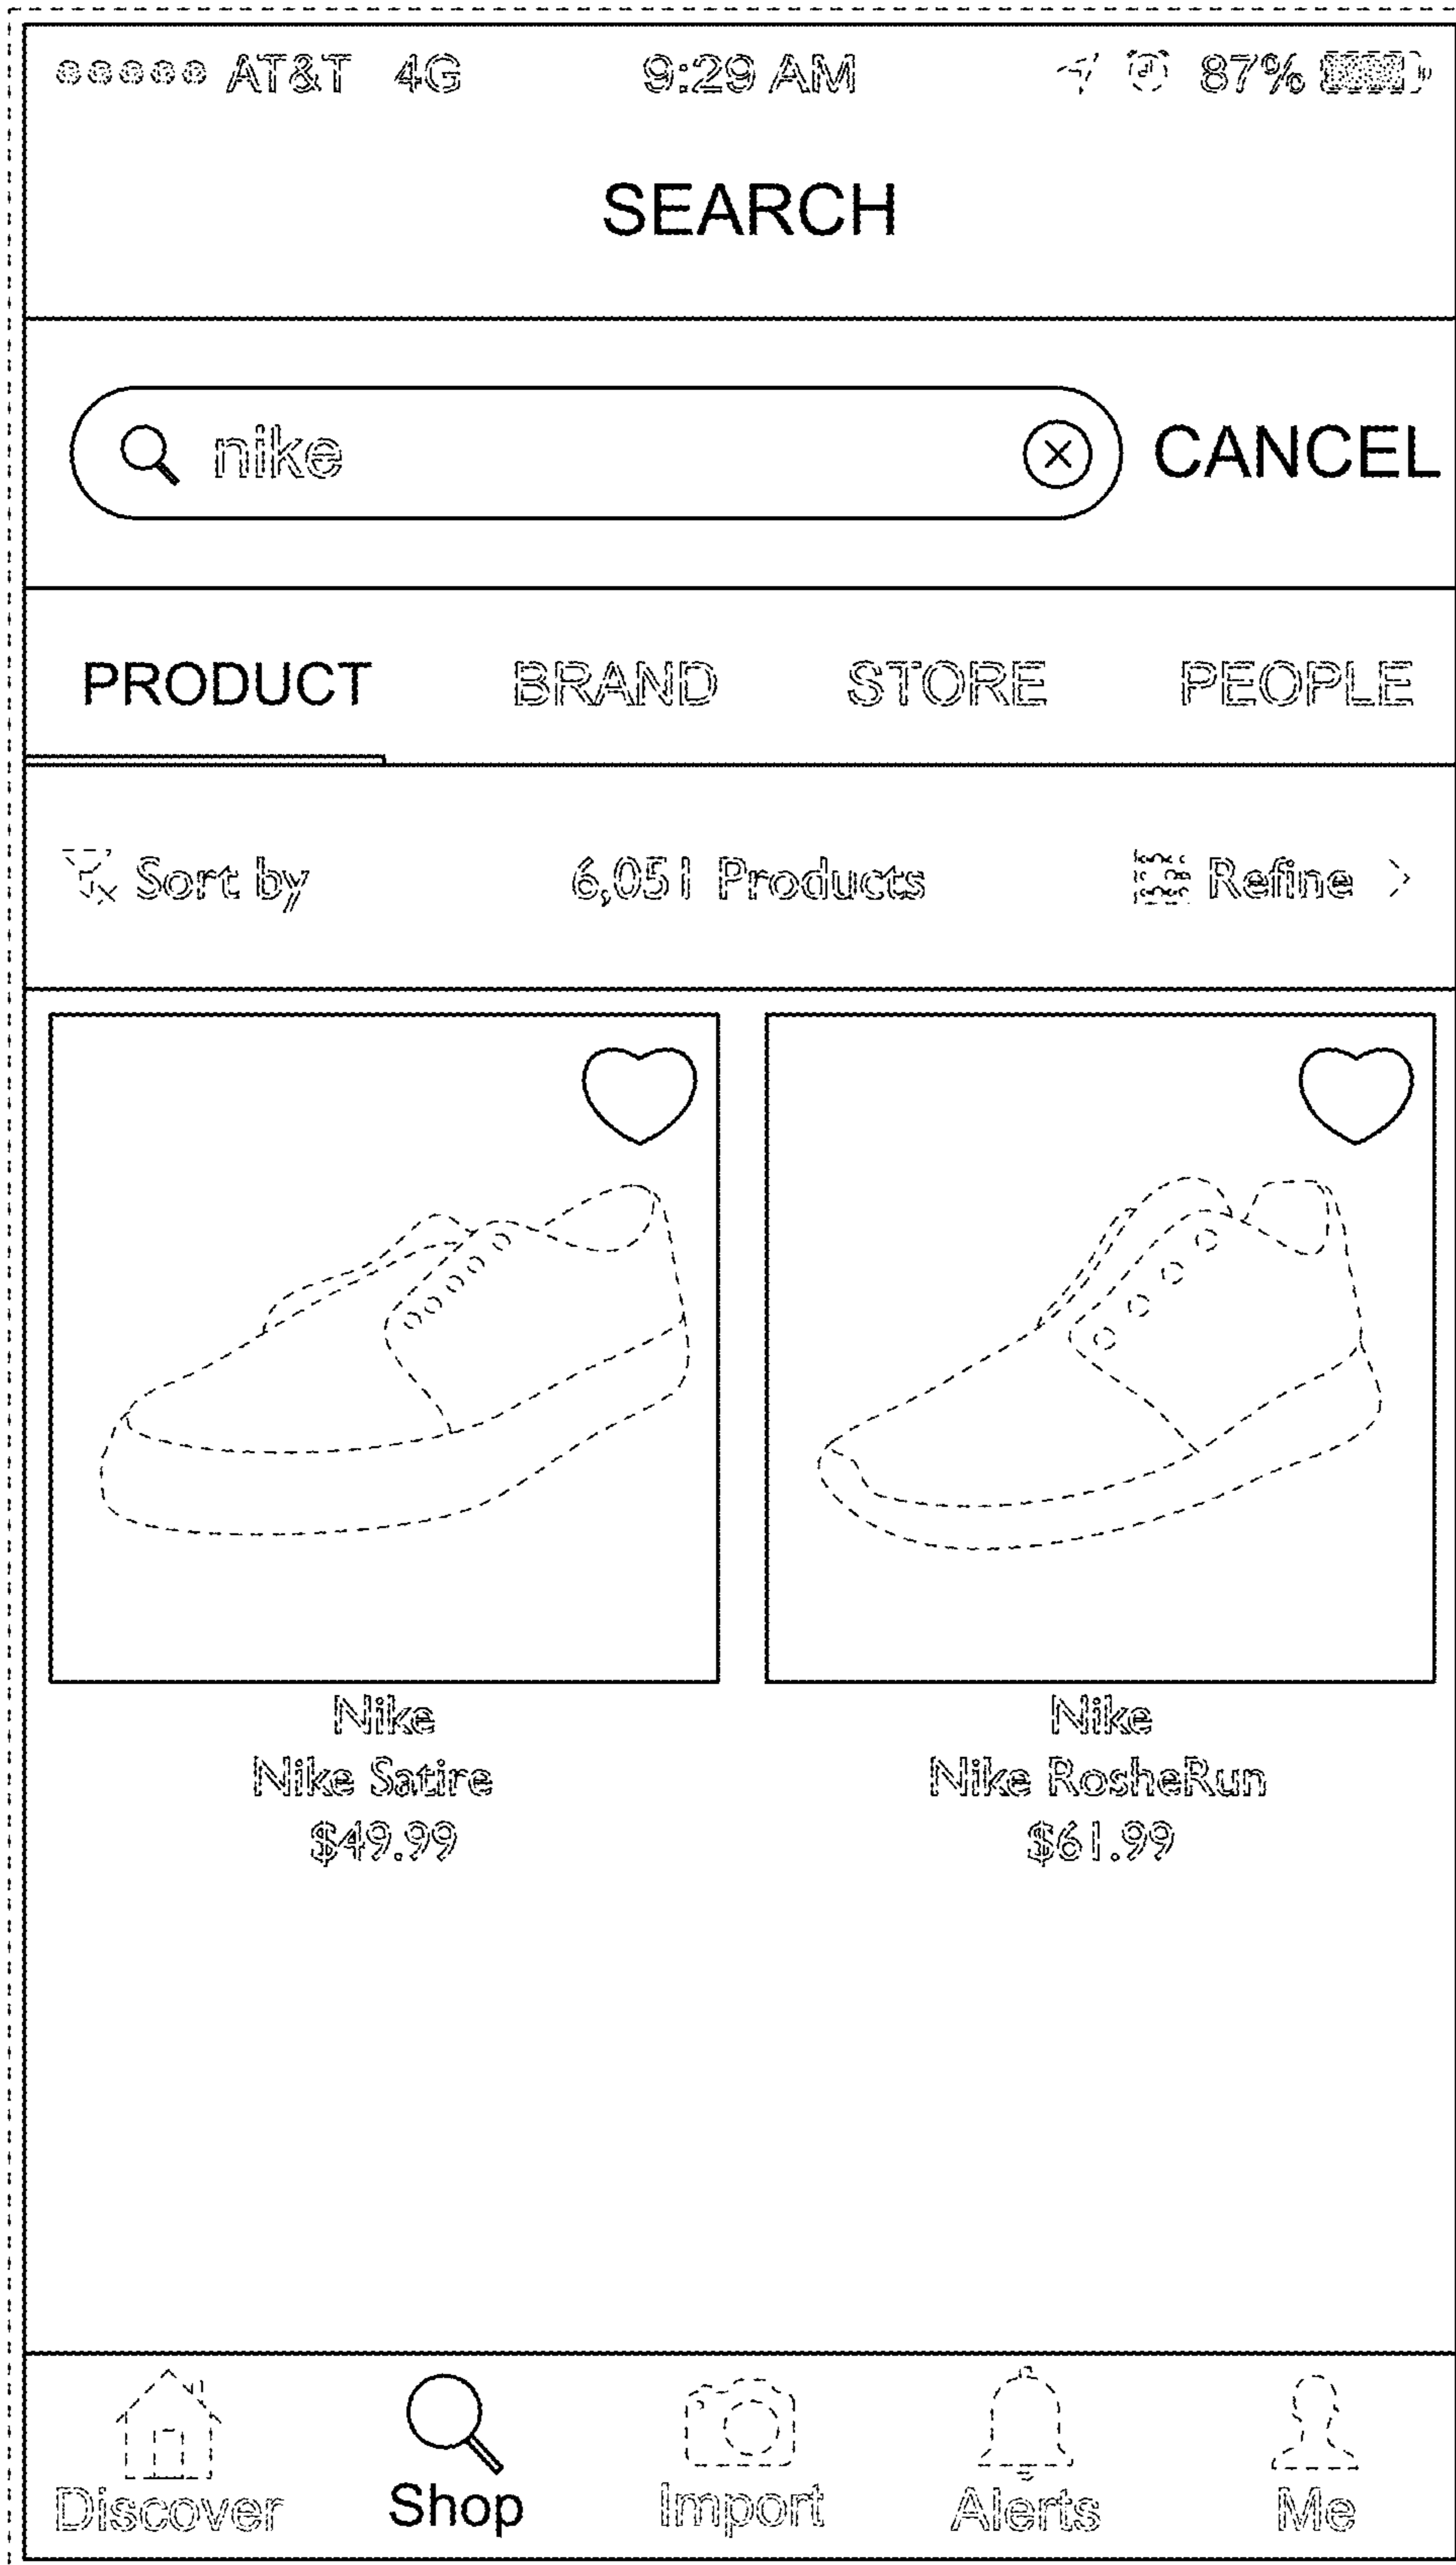 AT&T 4G 9:29 AM 87%
SEARCH
nike CANCEL
PRODUCT BRAND STORE PEOPLE
Sort by 6,051 Products Refine >
Nike Nike
Nike Satire Nike RosheRun
$49.99 $61.99
Discover Shop Import Alerts Me